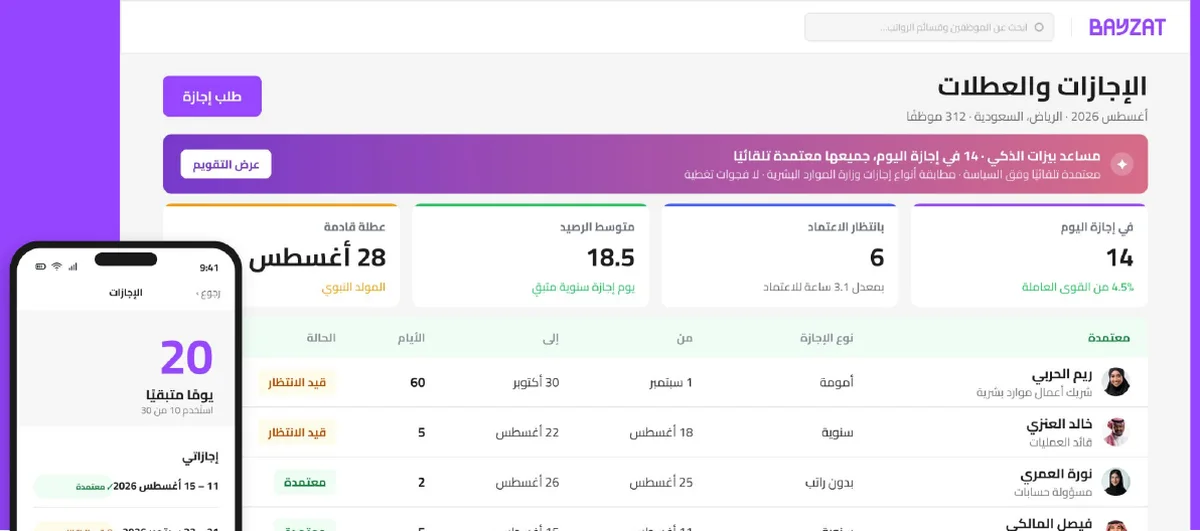 BAYZAT
ابحث عن الموظفين وقسائم الرواتب...
الإجازات والعطلات
أغسطس 2026 · الرياض، السعودية · 312 موظفًا
طلب إجازة
مساعد بيزات الذكي · 14 في إجازة اليوم، جميعها معتمدة تلقائيًا
معتمدة تلقائيًا وفق السياسة · مطابقة أنواع إجازات وزارة الموارد البشرية · لا فجوات تغطية
عرض التقويم
في إجازة اليوم
14
4.5% من القوى العاملة
بانتظار الاعتماد
6
بمعدل 3.1 ساعة للاعتماد
متوسط الرصيد
18.5
يوم إجازة سنوية متبقٍ
عطلة قادمة
28 أغسطس
المولد النبوي
معتمدة نوع الإجازة من إلى الأيام الحالة
ريم الحربي
شريك أعمال موارد بشرية
أمومة 1 سبتمبر 30 أكتوبر 60 قيد الانتظار
خالد العنزي
قائد العمليات
سنوية 18 أغسطس 22 أغسطس 5 قيد الانتظار
نورة العمري
مسؤولة حسابات
بدون راتب 25 أغسطس 26 أغسطس 2 معتمدة
فيصل المالكي
9:41
رجوع ›
الإجازات
20
يومًا متبقيًا
استخدم 10 من 30
إجازاتي
11 – 15 أغسطس 2026 ✓ معتمدة